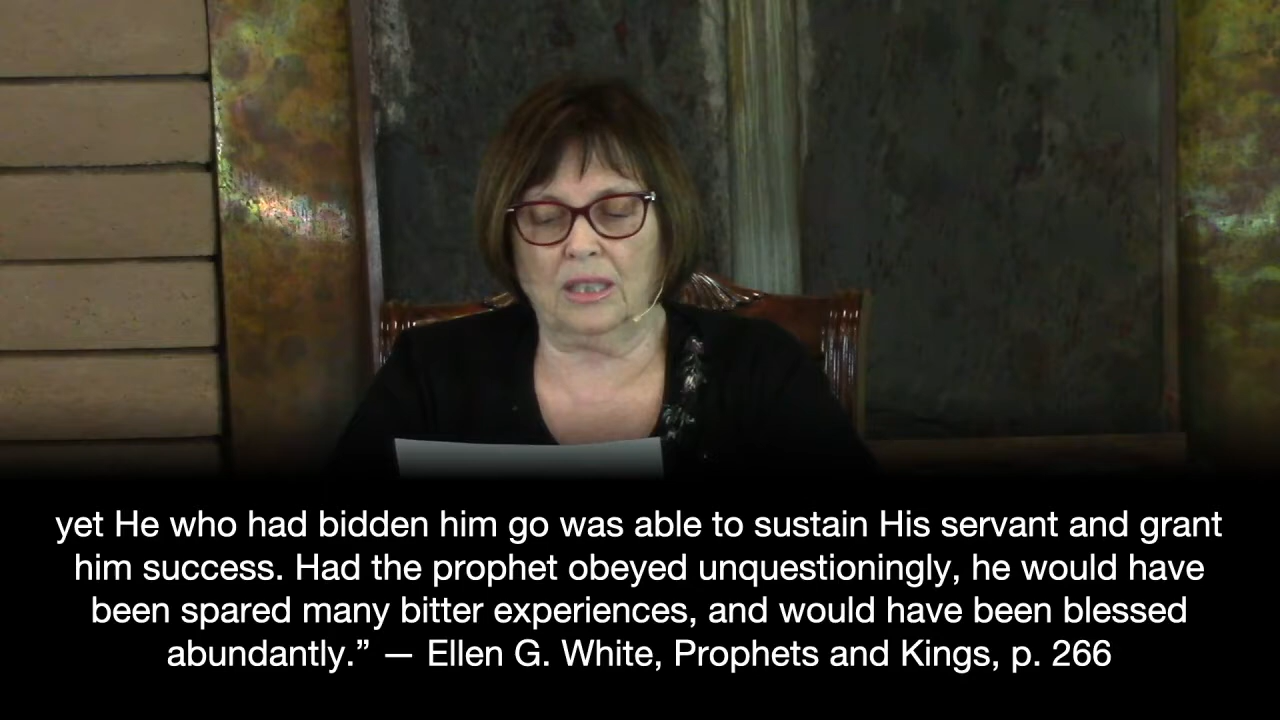 yet He who had bidden him go was able to sustain His servant and grant
him success. Had the prophet obeyed unquestioningly, he would have
been spared many bitter experiences, and would have been blessed
abundantly.” — Ellen G. White, Prophets and Kings, p. 266